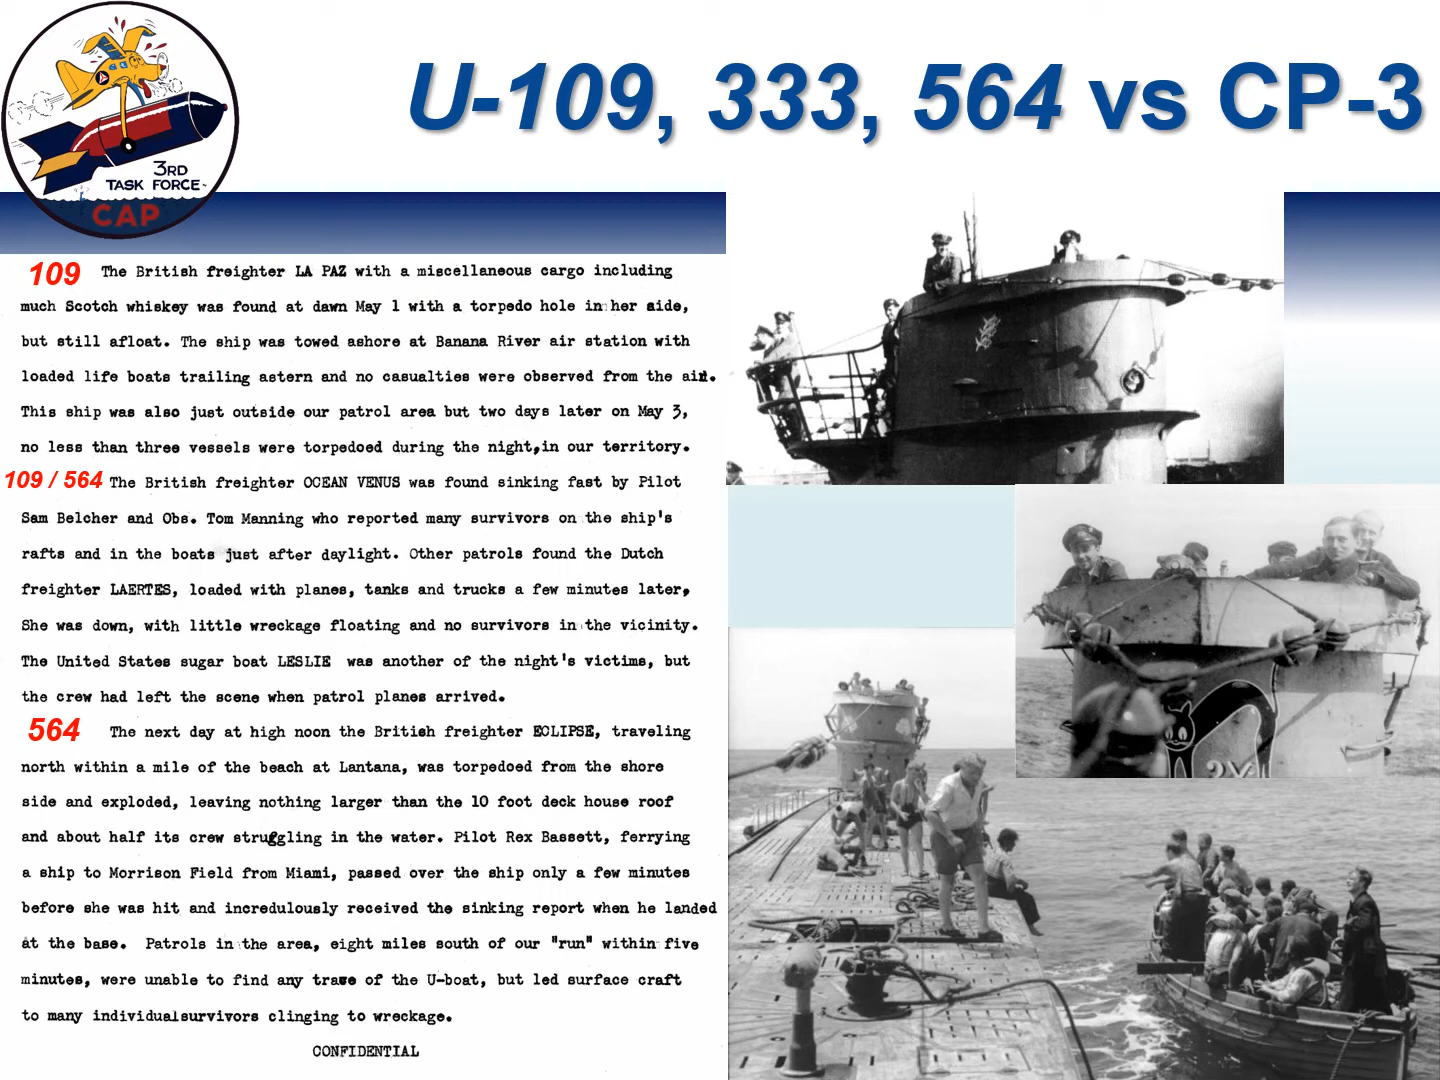 U-109, 333, 564 vs CP-3
3RD
TASK FORCE
CAP
109 The British freighter LA PAZ with a miscellaneous cargo including
much Scotch whiskey was found at dawn May 1 with a torpedo hole in her aide,
but still afloat. The ship was towed ashore at Banana River air station with
loaded life boats trailing astern and no casualties were observed from the air.
This ship was also just outside our patrol area but two days later on May 3,
no less than three vessels were torpedoed during the night,in our territory.
109 / 564 The British freighter OCEAN VENUS was found sinking fast by Pilot
Sam Belcher and Obs. Tom Manning who reported many survivors on the ship's
rafts and in the boats just after daylight. Other patrols found the Dutch
freighter LAERTES, loaded with planes, tanks and trucks a few minutes later,
She was down, with little wreckage floating and no survivors in the vicinity.
The United States sugar boat LESLIE was another of the night's victims, but
the crew had left the scene when patrol planes arrived.
564 The next day at high noon the British freighter ECLIPSE, traveling
north within a mile of the beach at Lantana, was torpedoed from the shore
side and exploded, leaving nothing larger than the 10 foot deck house roof
and about half its crew struggling in the water. Pilot Rex Bassett, ferrying
a ship to Morrison Field from Miami, passed over the ship only a few minutes
before she was hit and incredulously received the sinking report when he landed
at the base. Patrols in the area, eight miles south of our "run" within five
minutes, were unable to find any trace of the U-boat, but led surface craft
to many individual survivors clinging to wreckage.
CONFIDENTIAL